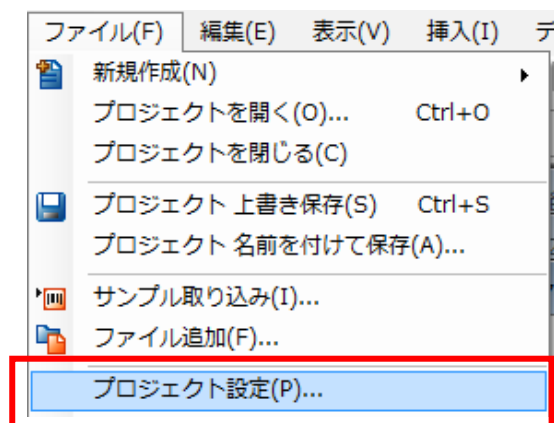 ファイル(F) 編集(E) 表示(V) 挿入(I)
新規作成(N)
プロジェクトを開く(O)... Ctrl+O
プロジェクトを閉じる(C)
プロジェクト 上書き保存(S) Ctrl+S
プロジェクト 名前を付けて保存(A)...
サンプル取り込み(I)...
ファイル追加(F)...
プロジェクト設定(P)...